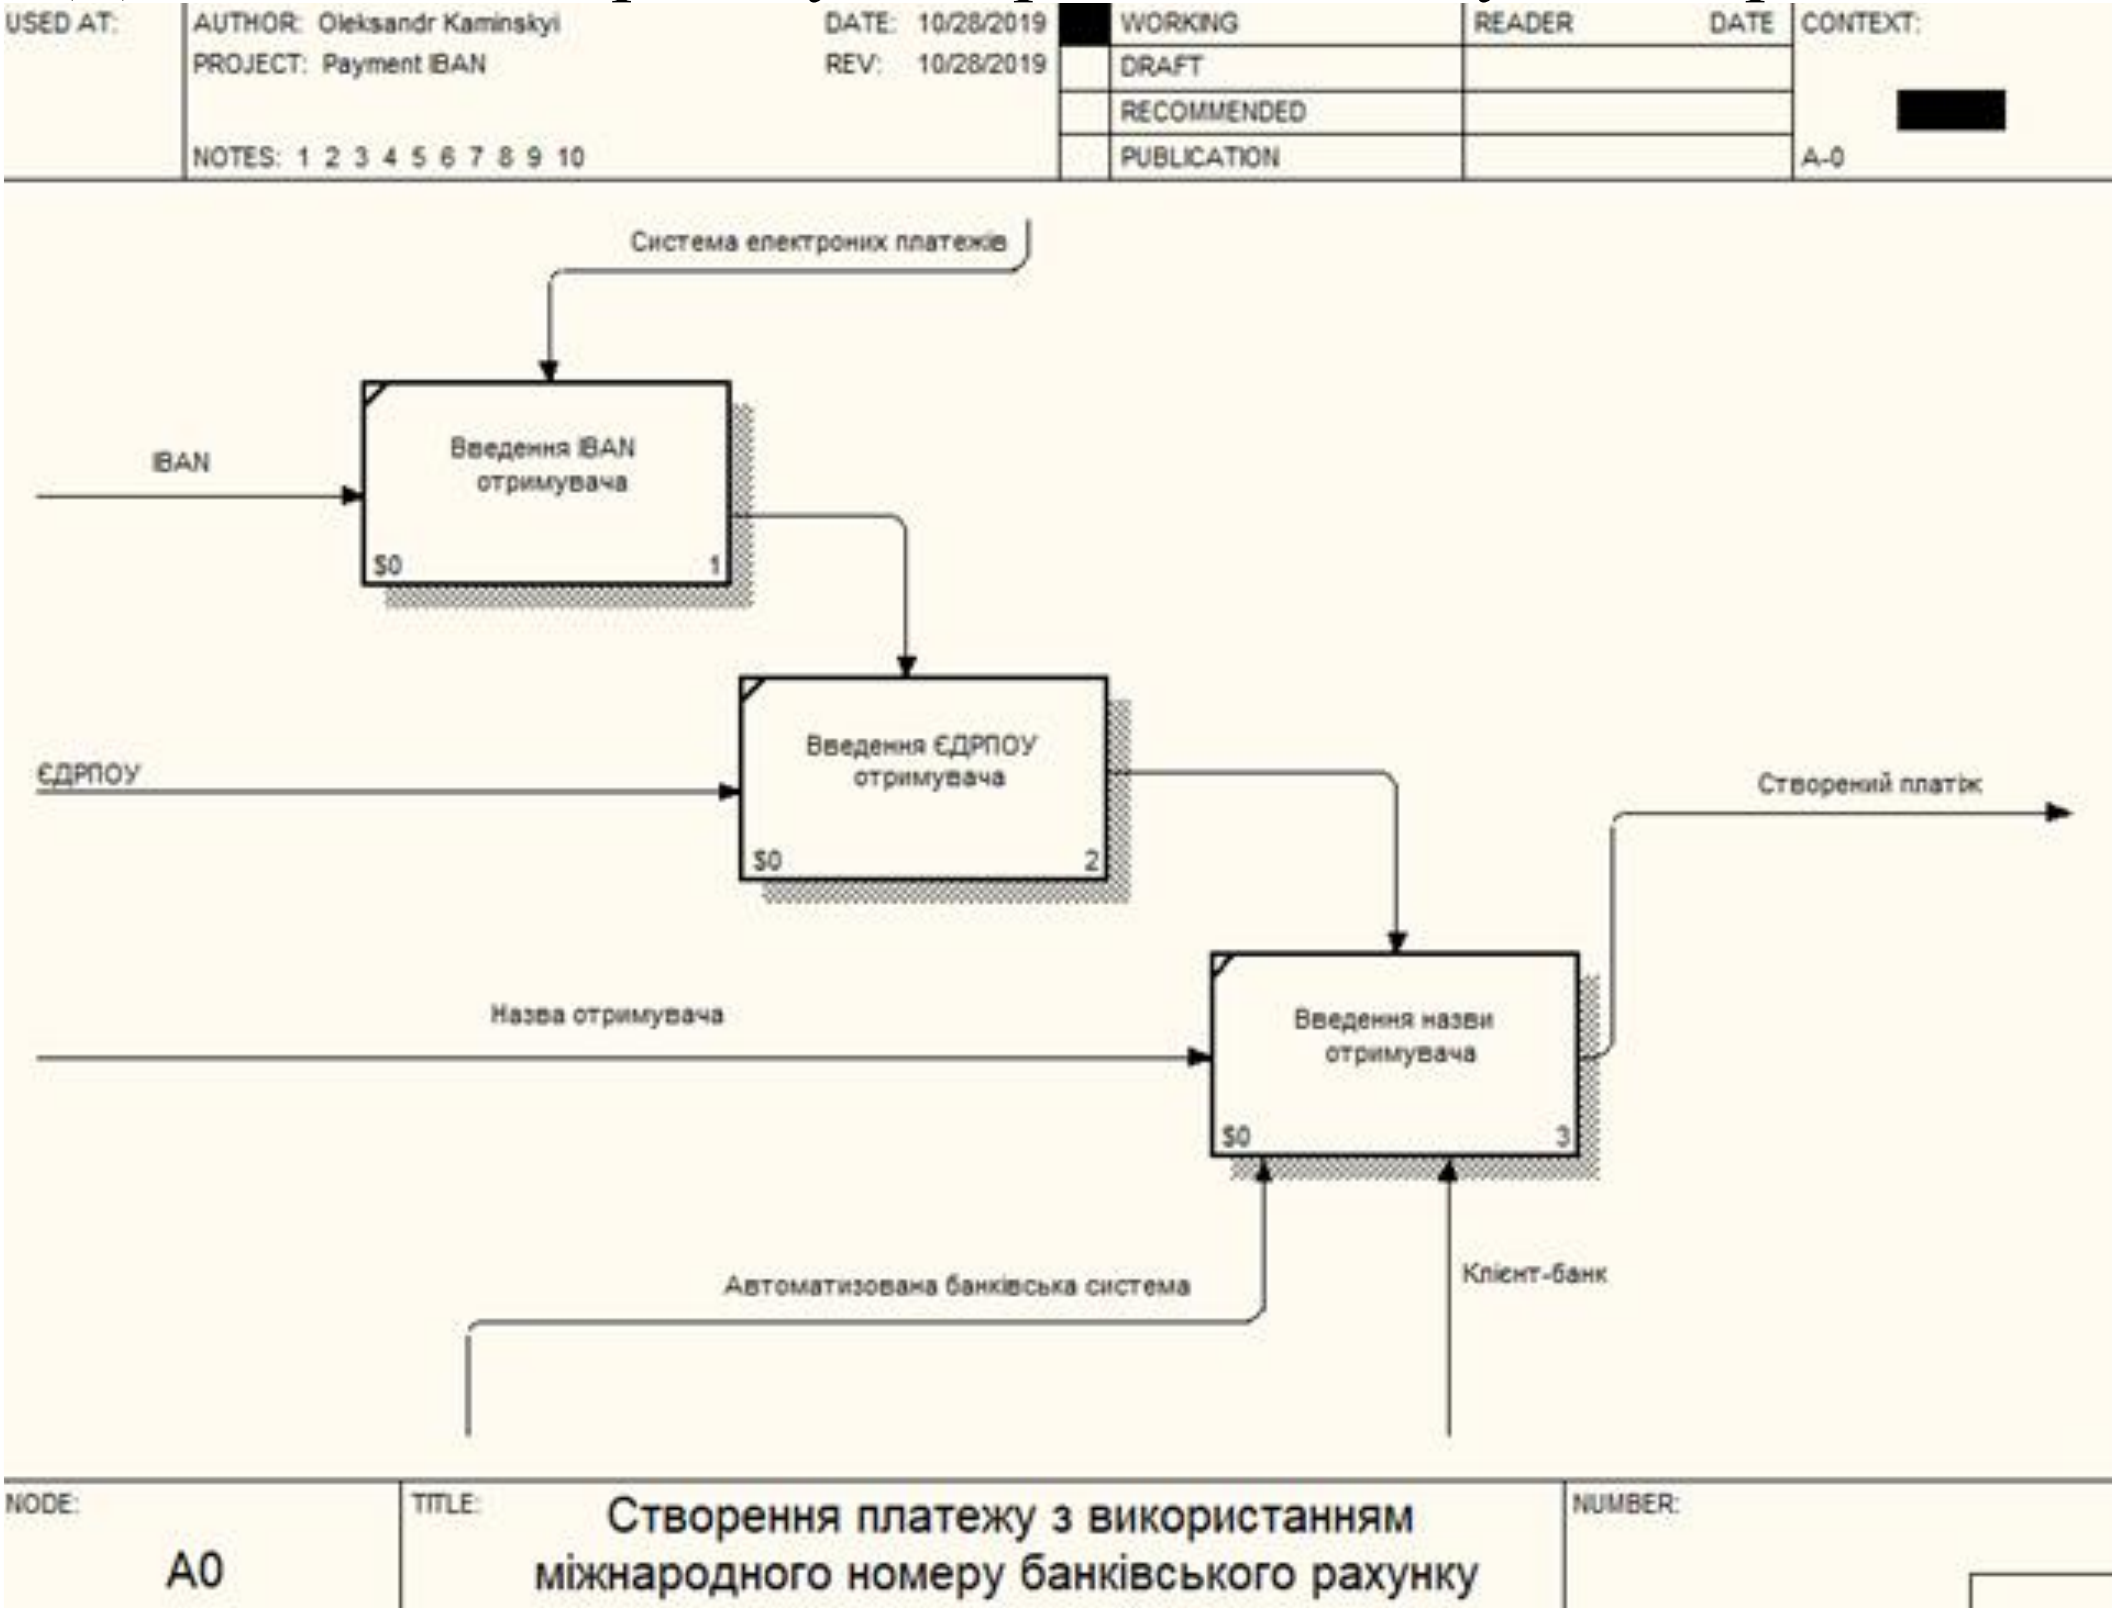 USED AT:
AUTHOR: Oleksandr Kaminskyi
DATE: 10/28/2019
PROJECT: Payment IBAN
REV: 10/28/2019
NOTES: 1 2 3 4 5 6 7 8 9 10
WORKING
DRAFT
RECOMMENDED
PUBLICATION
READER DATE
CONTEXT:
A-0
Система електроних платежів
IBAN
Введення IBAN
отримувача
$0 1
ЄДРПОУ
Введення ЄДРПОУ
отримувача
$0 2
Створений платіж
Назва отримувача
Введення назви
отримувача
$0 3
Автоматизована банківська система
Клієнт-банк
NODE:
A0
TITLE:
Створення платежу з використанням
міжнародного номеру банківського рахунку
NUMBER: